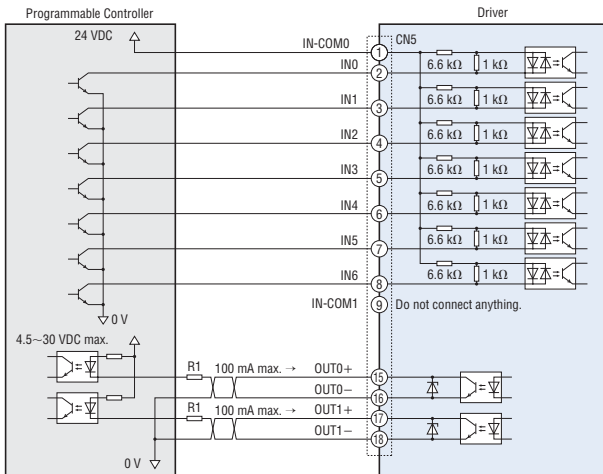 Programmable Controller
Driver
24 VDC
CN5
IN-COM0
1
6.6 kΩ
1 kΩ
IN0
2
6.6 kΩ
1 kΩ
IN1
3
6.6 kΩ
1 kΩ
IN2
4
6.6 kΩ
1 kΩ
IN3
5
6.6 kΩ
1 kΩ
IN4
6
6.6 kΩ
1 kΩ
IN5
7
6.6 kΩ
1 kΩ
IN6
8
0 V
IN-COM1
9
Do not connect anything.
4.5~30 VDC max.
R1
100 mA max. →
OUT0+
15
OUT0−
16
R1
100 mA max. →
OUT1+
17
OUT1−
18
0 V